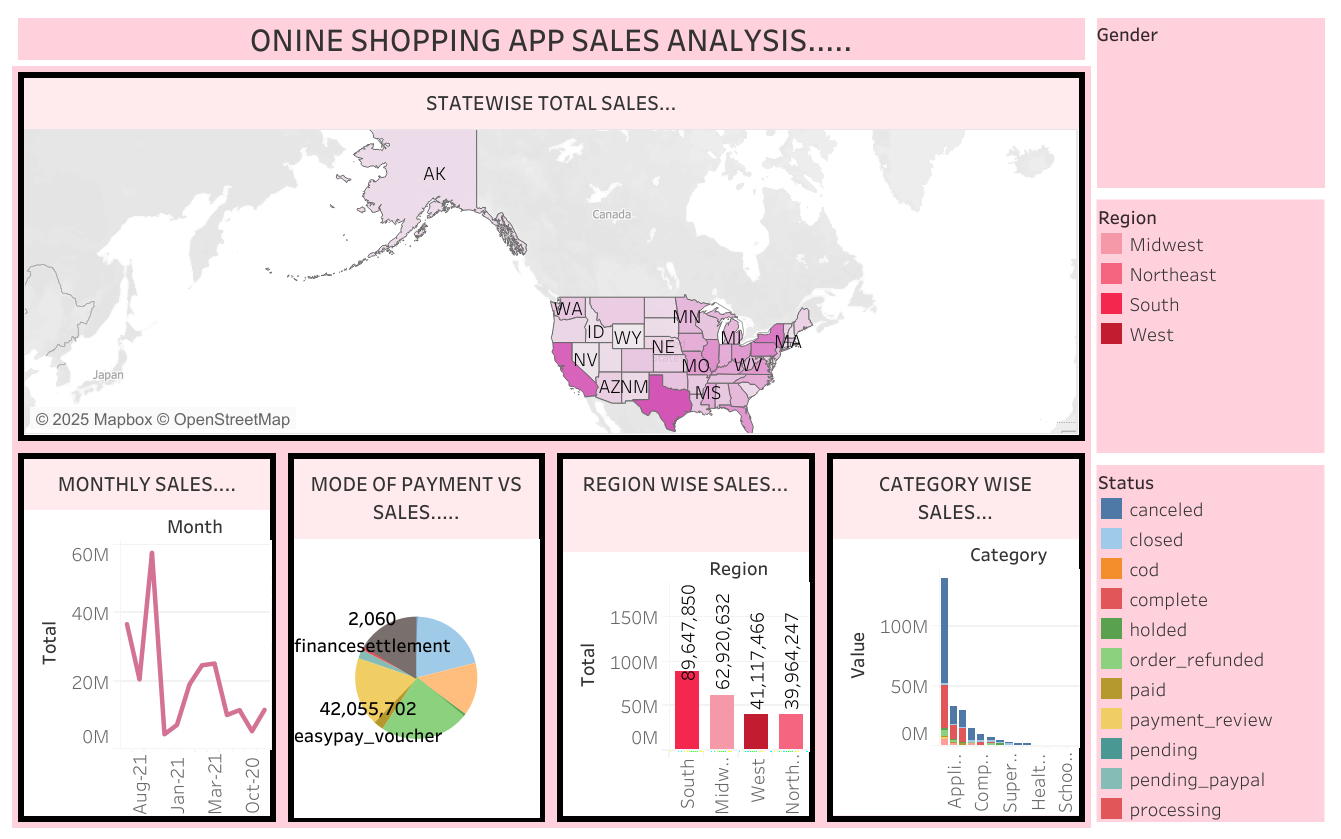 ONINE SHOPPING APP SALES ANALYSIS.....
STATEWISE TOTAL SALES...
AK
Canada
Japan
WA
MN
ID
WY
MI
MA
NE
NV
MO
WV
AZ
NM
MS
© 2025 Mapbox © OpenStreetMap
MONTHLY SALES....
Month
60M
40M
20M
0M
Total
Aug-21
Jan-21
Mar-21
Oct-20
MODE OF PAYMENT VS
SALES.....
2,060
financesettlement
42,055,702
easypay_voucher
REGION WISE SALES...
Region
150M
100M
50M
0M
Total
89,647,850
62,920,632
41,117,466
39,964,247
South
Midw..
West
North..
CATEGORY WISE
SALES...
Category
100M
50M
0M
Value
Appli..
Comp..
Super..
Healt..
Schoo..
Gender
Region
Midwest
Northeast
South
West
Status
canceled
closed
cod
complete
holded
order_refunded
paid
payment_review
pending
pending_paypal
processing